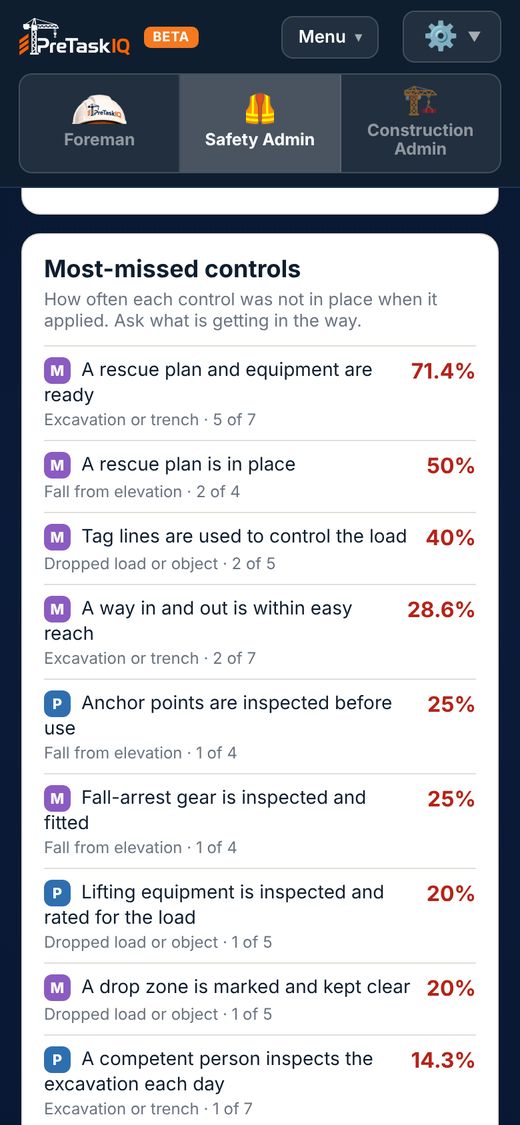 PreTaskIQ
BETA
Menu ▾
▼
PreTaskIQ
Foreman
Safety Admin
Construction
Admin
Most-missed controls
How often each control was not in place when it
applied. Ask what is getting in the way.
M A rescue plan and equipment are
ready
71.4%
Excavation or trench · 5 of 7
M A rescue plan is in place
50%
Fall from elevation · 2 of 4
M Tag lines are used to control the load
40%
Dropped load or object · 2 of 5
M A way in and out is within easy
reach
28.6%
Excavation or trench · 2 of 7
P Anchor points are inspected before
use
25%
Fall from elevation · 1 of 4
M Fall-arrest gear is inspected and
fitted
25%
Fall from elevation · 1 of 4
P Lifting equipment is inspected and
rated for the load
20%
Dropped load or object · 1 of 5
M A drop zone is marked and kept clear
20%
Dropped load or object · 1 of 5
P A competent person inspects the
excavation each day
14.3%
Excavation or trench · 1 of 7